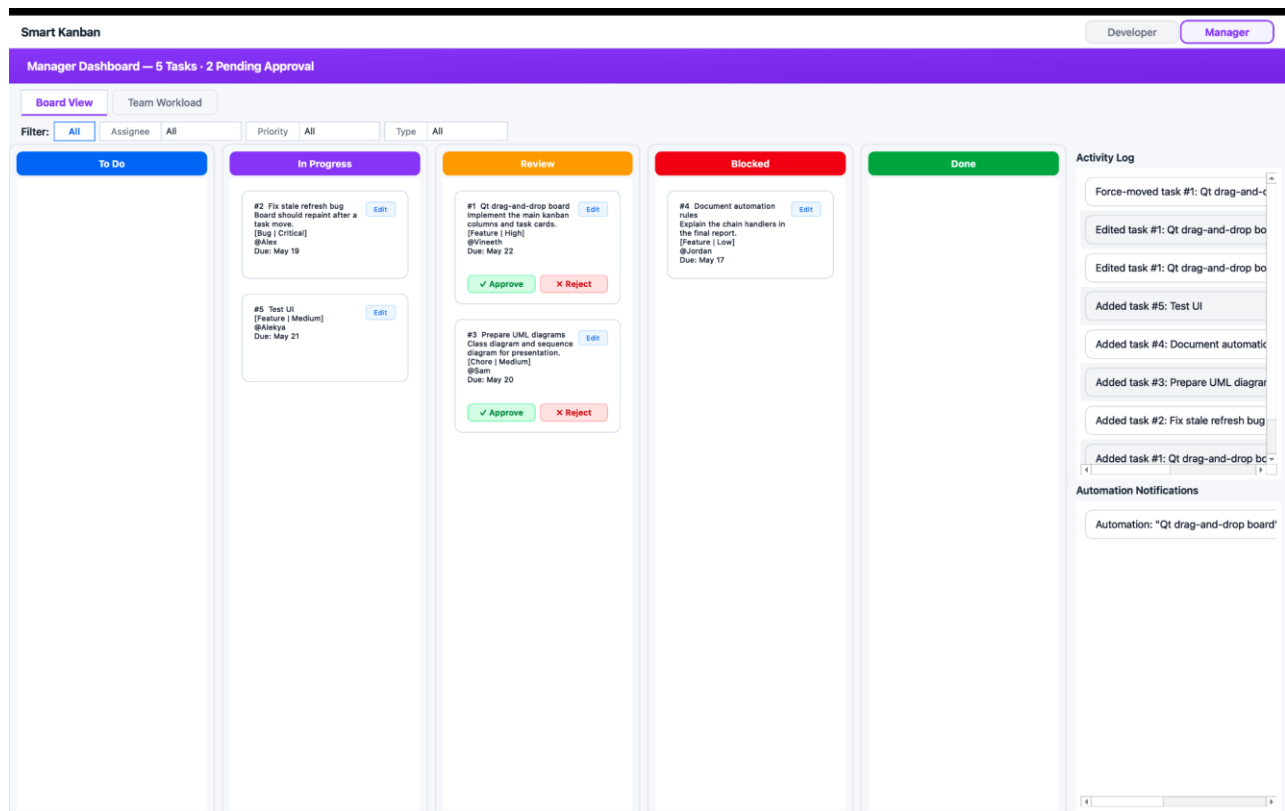 Smart Kanban
Developer
Manager
Manager Dashboard — 5 Tasks · 2 Pending Approval
Board View
Team Workload
Filter:
All
Assignee
All
Priority
All
Type
All
To Do
In Progress
#2 Fix stale refresh bug
Board should repaint after a
task move.
[Bug | Critical]
@Alex
Due: May 19
Edit
#5 Test UI
[Feature | Medium]
@Alekya
Due: May 21
Edit
Review
#1 Qt drag-and-drop board
Implement the main kanban
columns and task cards.
[Feature | High]
@Vineeth
Due: May 22
Edit
✓ Approve
✕ Reject
#3 Prepare UML diagrams
Class diagram and sequence
diagram for presentation.
[Chore | Medium]
@Sam
Due: May 20
Edit
✓ Approve
✕ Reject
Blocked
#4 Document automation
rules
Explain the chain handlers in
the final report.
[Feature | Low]
@Jordan
Due: May 17
Edit
Done
Activity Log
Force-moved task #1: Qt drag-and-
Edited task #1: Qt drag-and-drop bo
Edited task #1: Qt drag-and-drop bo
Added task #5: Test UI
Added task #4: Document automatic
Added task #3: Prepare UML diagrar
Added task #2: Fix stale refresh bug
Added task #1: Qt drag-and-drop bc
Automation Notifications
Automation: "Qt drag-and-drop board"